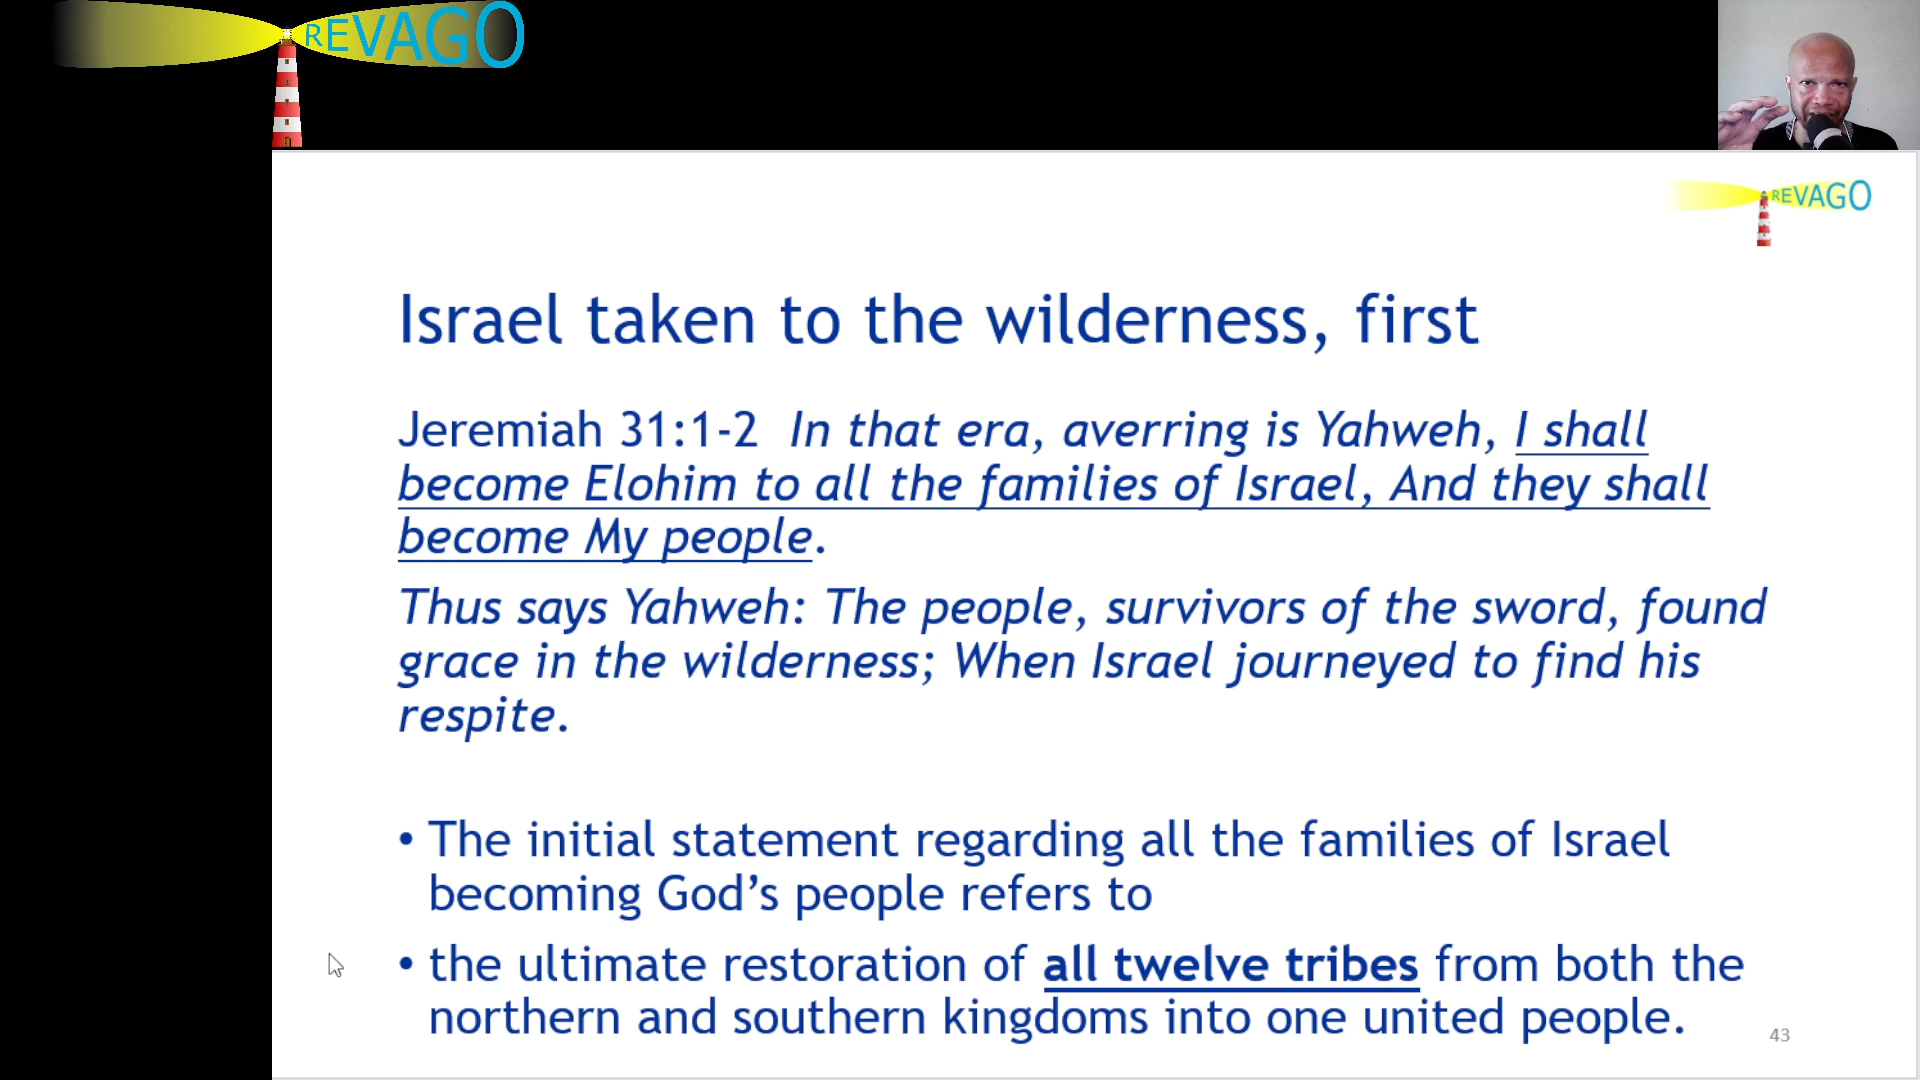 REVAGO
REVAGO
Israel taken to the wilderness, first
Jeremiah 31:1-2 In that era, averring is Yahweh, I shall
become Elohim to all the families of Israel, And they shall
become My people.
Thus says Yahweh: The people, survivors of the sword, found
grace in the wilderness; When Israel journeyed to find his
respite.
• The initial statement regarding all the families of Israel
becoming God’s people refers to
• the ultimate restoration of all twelve tribes from both the
northern and southern kingdoms into one united people.
43